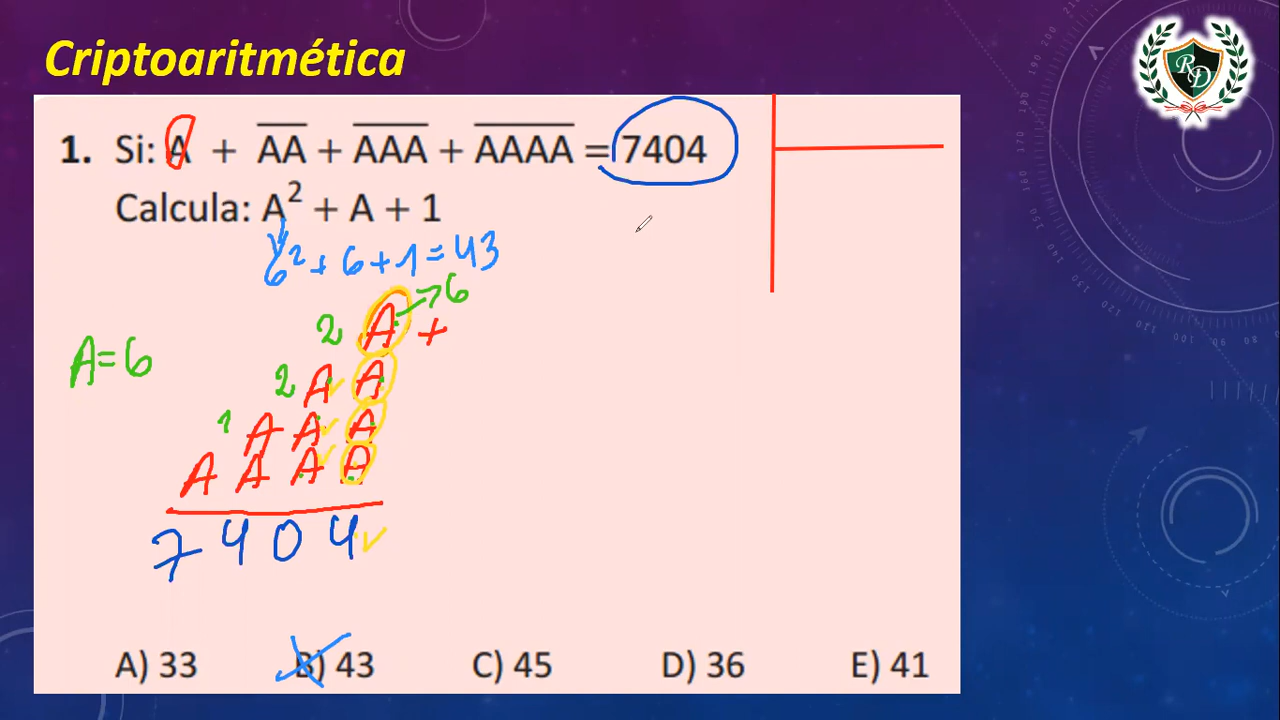 Criptoaritmética
RD
1. Si: A + AA + AAA + AAAA = 7404
Calcula: A² + A + 1
6² + 6 + 1 = 43
→ 6
2 A +
A = 6
2 A A
1 A A A
A A A A
7 4 0 4
A) 33 B) 43 C) 45 D) 36 E) 41